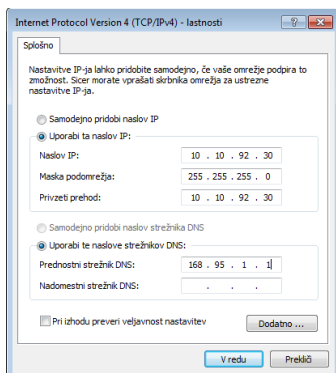 Internet Protocol Version 4 (TCP/IPv4) - lastnosti
Splošno
Nastavitve IP-ja lahko pridobite samodejno, če vaše omrežje podpira to
zmožnost. Sicer morate vprašati skrbnika omrežja za ustrezne
nastavitve IP-ja.
Samodejno pridobi naslov IP
Uporabi ta naslov IP:
Naslov IP: 10 . 10 . 92 . 30
Maska podomrežja: 255 . 255 . 255 . 0
Privzeti prehod: 10 . 10 . 92 . 30
Samodejno pridobi naslov strežnika DNS
Uporabi te naslove strežnikov DNS:
Prednostni strežnik DNS: 168 . 95 . 1 . 1
Nadomestni strežnik DNS: . . .
Pri izhodu preveri veljavnost nastavitev
Dodatno ...
V redu Prekliči